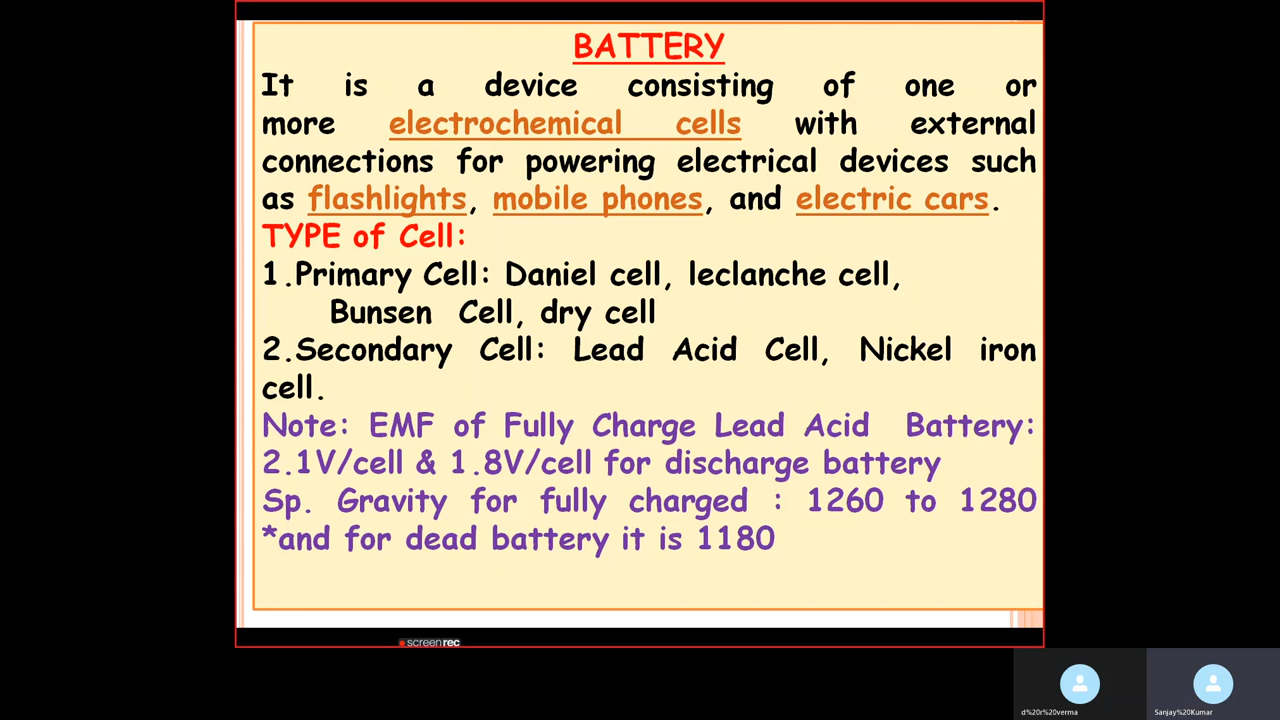 BATTERY
It is a device consisting of one or
more electrochemical cells with external
connections for powering electrical devices such
as flashlights, mobile phones, and electric cars.
TYPE of Cell:
1.Primary Cell: Daniel cell, leclanche cell,
Bunsen Cell, dry cell
2.Secondary Cell: Lead Acid Cell, Nickel iron
cell.
Note: EMF of Fully Charge Lead Acid Battery:
2.1V/cell & 1.8V/cell for discharge battery
Sp. Gravity for fully charged : 1260 to 1280
*and for dead battery it is 1180
screenrec
d%20r%20verma
Sanjay%20Kumar